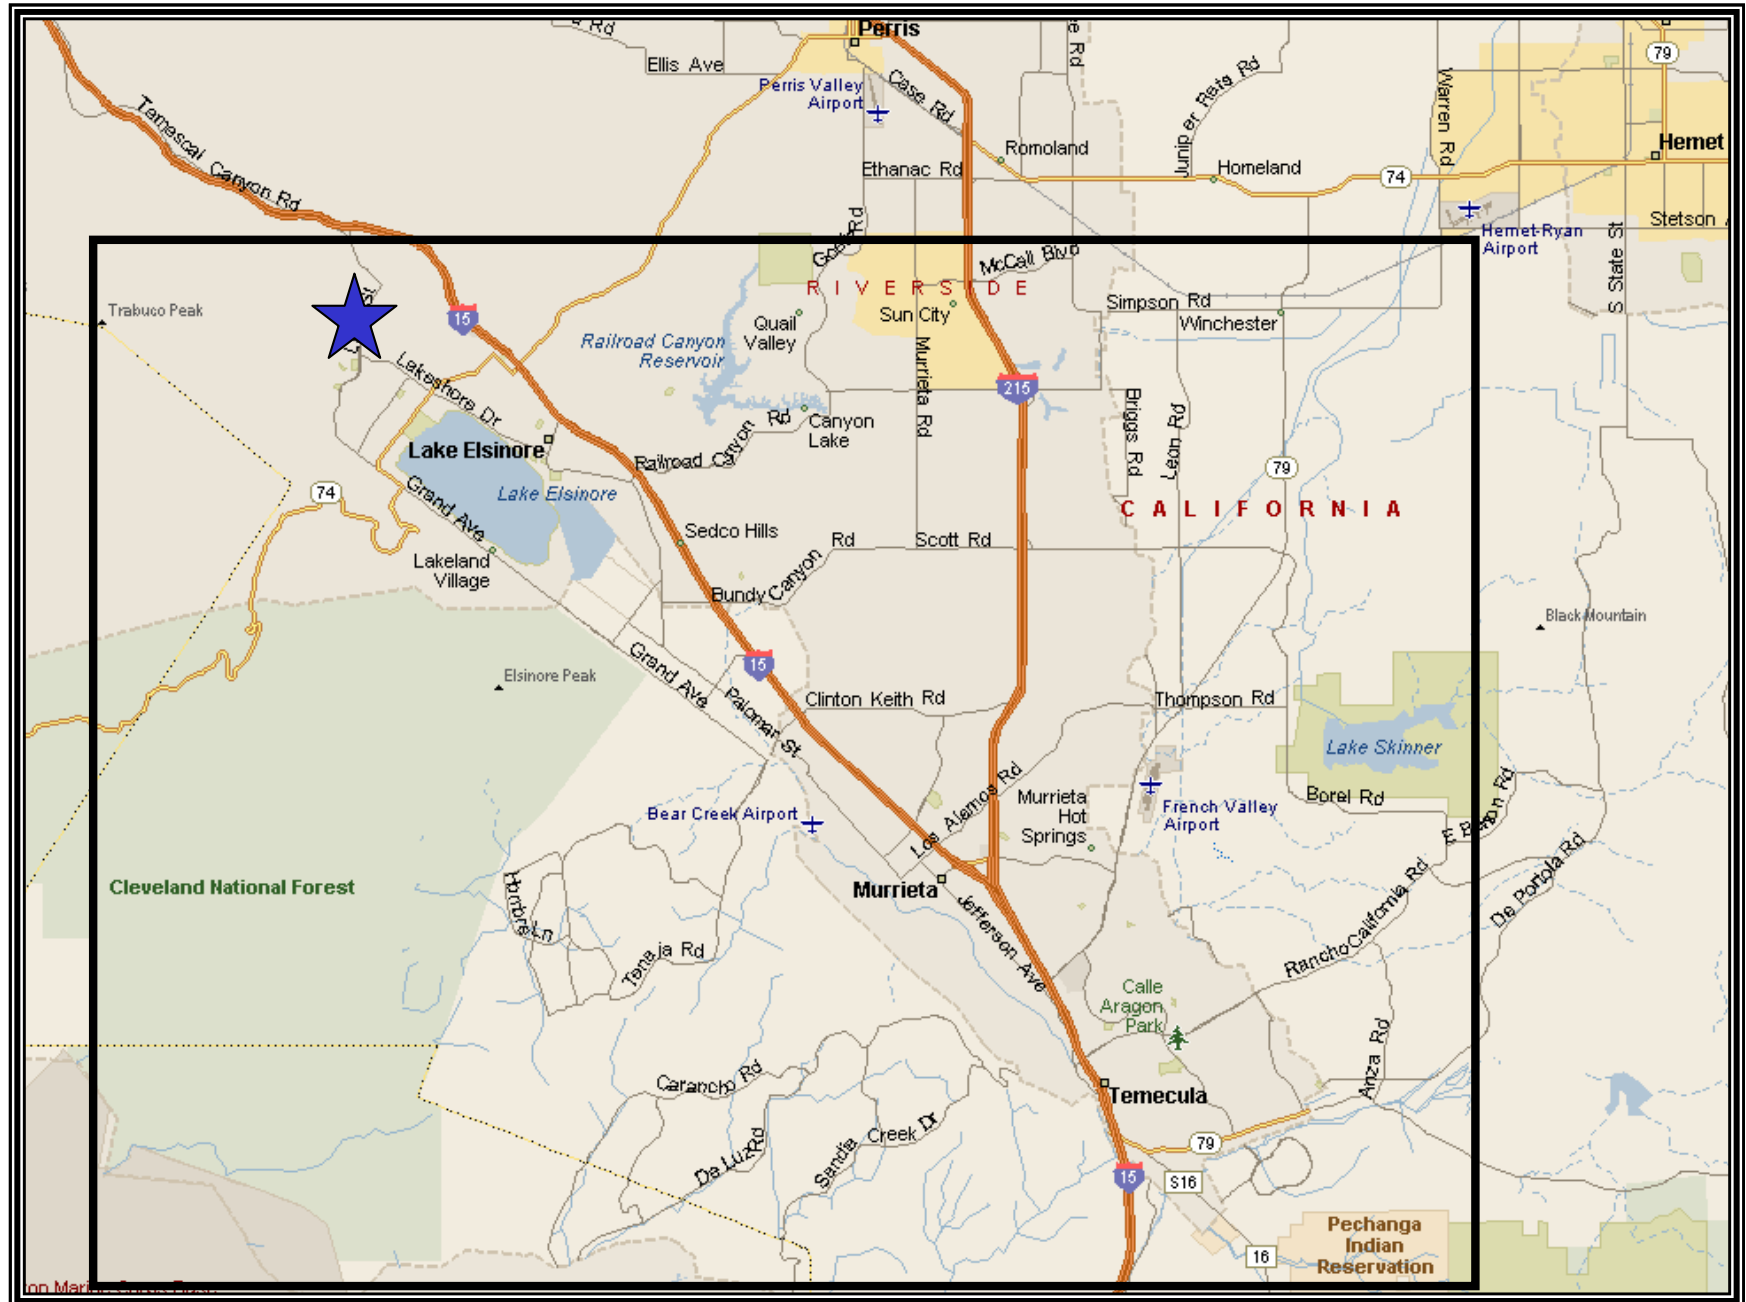 Perris
79
Ellis Ave
Perris Valley
Airport
Case Rd
Juniper Rets Rd
Warren Rd
Temescal Canyon Rd
Hemet
Romoland
Ethanac Rd
Homeland
74
Stetson
Hemet-Ryan
Airport
S State St
Goetz Rd
McCall Blvd
RIVERSIDE
Trabuco Peak
15
Sun City
Simpson Rd
Winchester
Quail
Valley
Railroad Canyon
Reservoir
Murrieta Rd
Lakeshore Dr
215
Briggs Rd
Leon Rd
Canyon
Lake
Lake Elsinore
Railroad Canyon Rd
79
Lake Elsinore
74
Grand Ave
CALIFORNIA
Sedco Hills
Scott Rd
Lakeland
Village
Bundy Canyon Rd
Black Mountain
15
Elsinore Peak
Grand Ave
Palomar St
Clinton Keith Rd
Thompson Rd
Lake Skinner
Los Alamos Rd
Murrieta
Hot
Springs
Borel Rd
French Valley
Airport
Bear Creek Airport
E Benton Rd
De Portola Rd
Cleveland National Forest
Murrieta
Hombre Ln
Jefferson Ave
Rancho California Rd
Tenaja Rd
Calle
Aragon
Park
Anza Rd
Carancho Rd
Temecula
Sandia Creek Dr
De Luz Rd
79
15
S16
Pechanga
Indian
Reservation
16